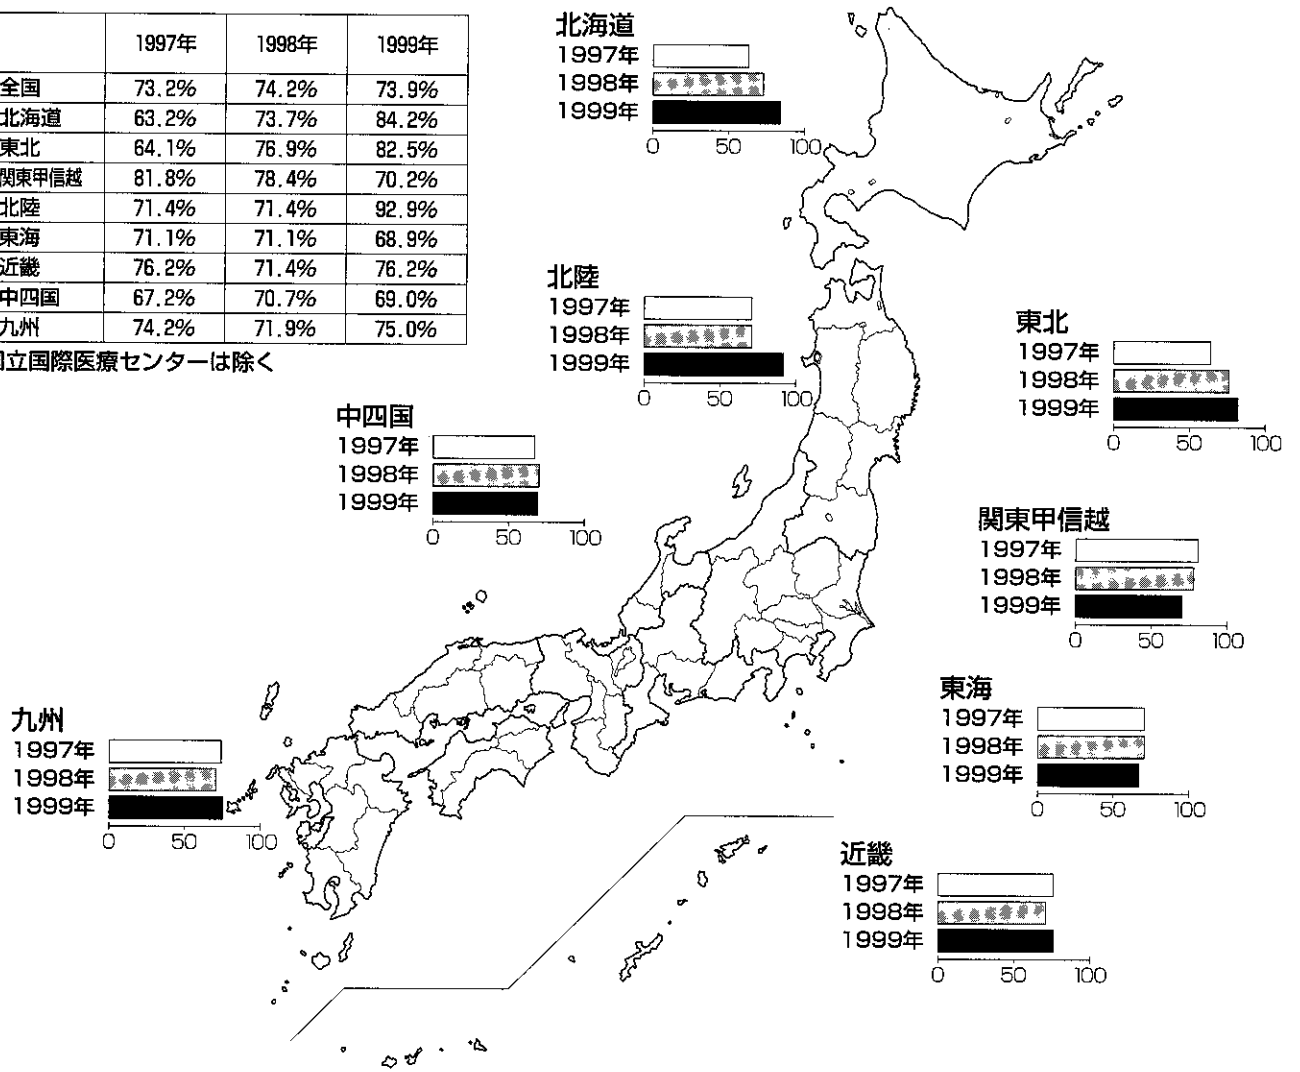 1997年 1998年 1999年
全国 73.2% 74.2% 73.9%
北海道 63.2% 73.7% 84.2%
東北 64.1% 76.9% 82.5%
関東甲信越 81.8% 78.4% 70.2%
北陸 71.4% 71.4% 92.9%
東海 71.1% 71.1% 68.9%
近畿 76.2% 71.4% 76.2%
中四国 67.2% 70.7% 69.0%
九州 74.2% 71.9% 75.0%
国立国際医療センターは除く
北海道
1997年
1998年
1999年
0 50 100
北陸
1997年
1998年
1999年
0 50 100
東北
1997年
1998年
1999年
0 50 100
中四国
1997年
1998年
1999年
0 50 100
関東甲信越
1997年
1998年
1999年
0 50 100
東海
1997年
1998年
1999年
0 50 100
九州
1997年
1998年
1999年
0 50 100
近畿
1997年
1998年
1999年
0 50 100